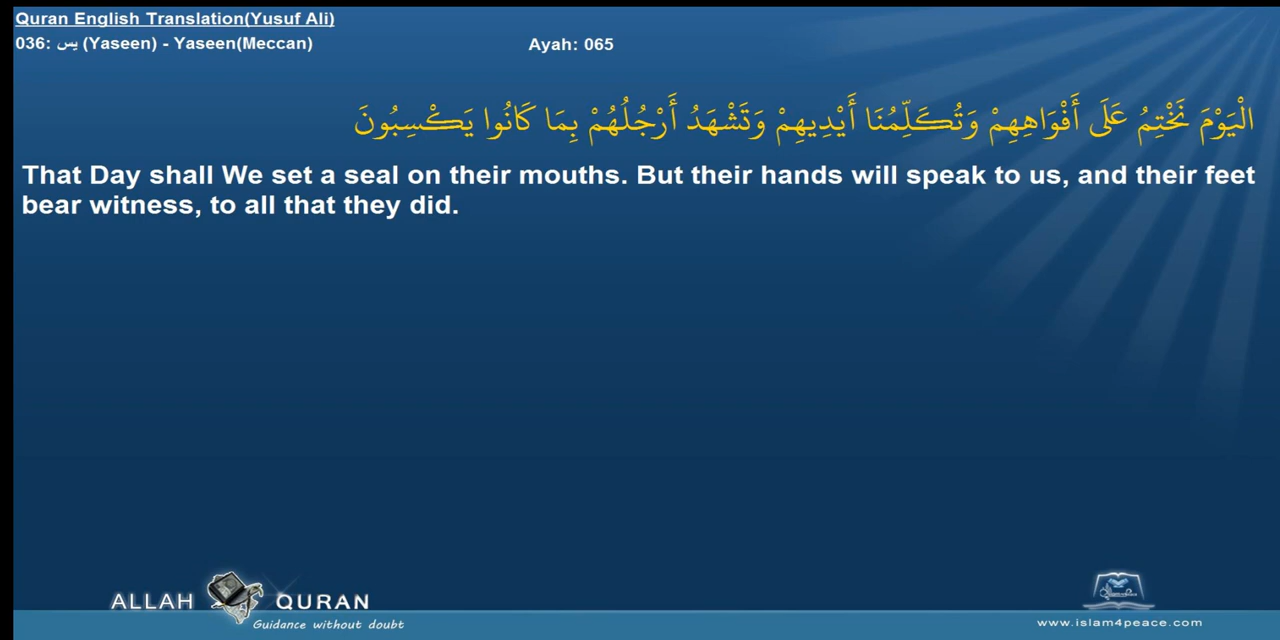 Quran English Translation(Yusuf Ali)
036: يس (Yaseen) - Yaseen(Meccan)
Ayah: 065
الْيَوْمَ نَخْتِمُ عَلَى أَفْوَاهِهِمْ وَتُكَلِّمُنَا أَيْدِيهِمْ وَتَشْهَدُ أَرْجُلُهُمْ بِمَا كَانُوا يَكْسِبُونَ
That Day shall We set a seal on their mouths. But their hands will speak to us, and their feet
bear witness, to all that they did.
ALLAH QURAN
Guidance without doubt
www.islam4peace.com